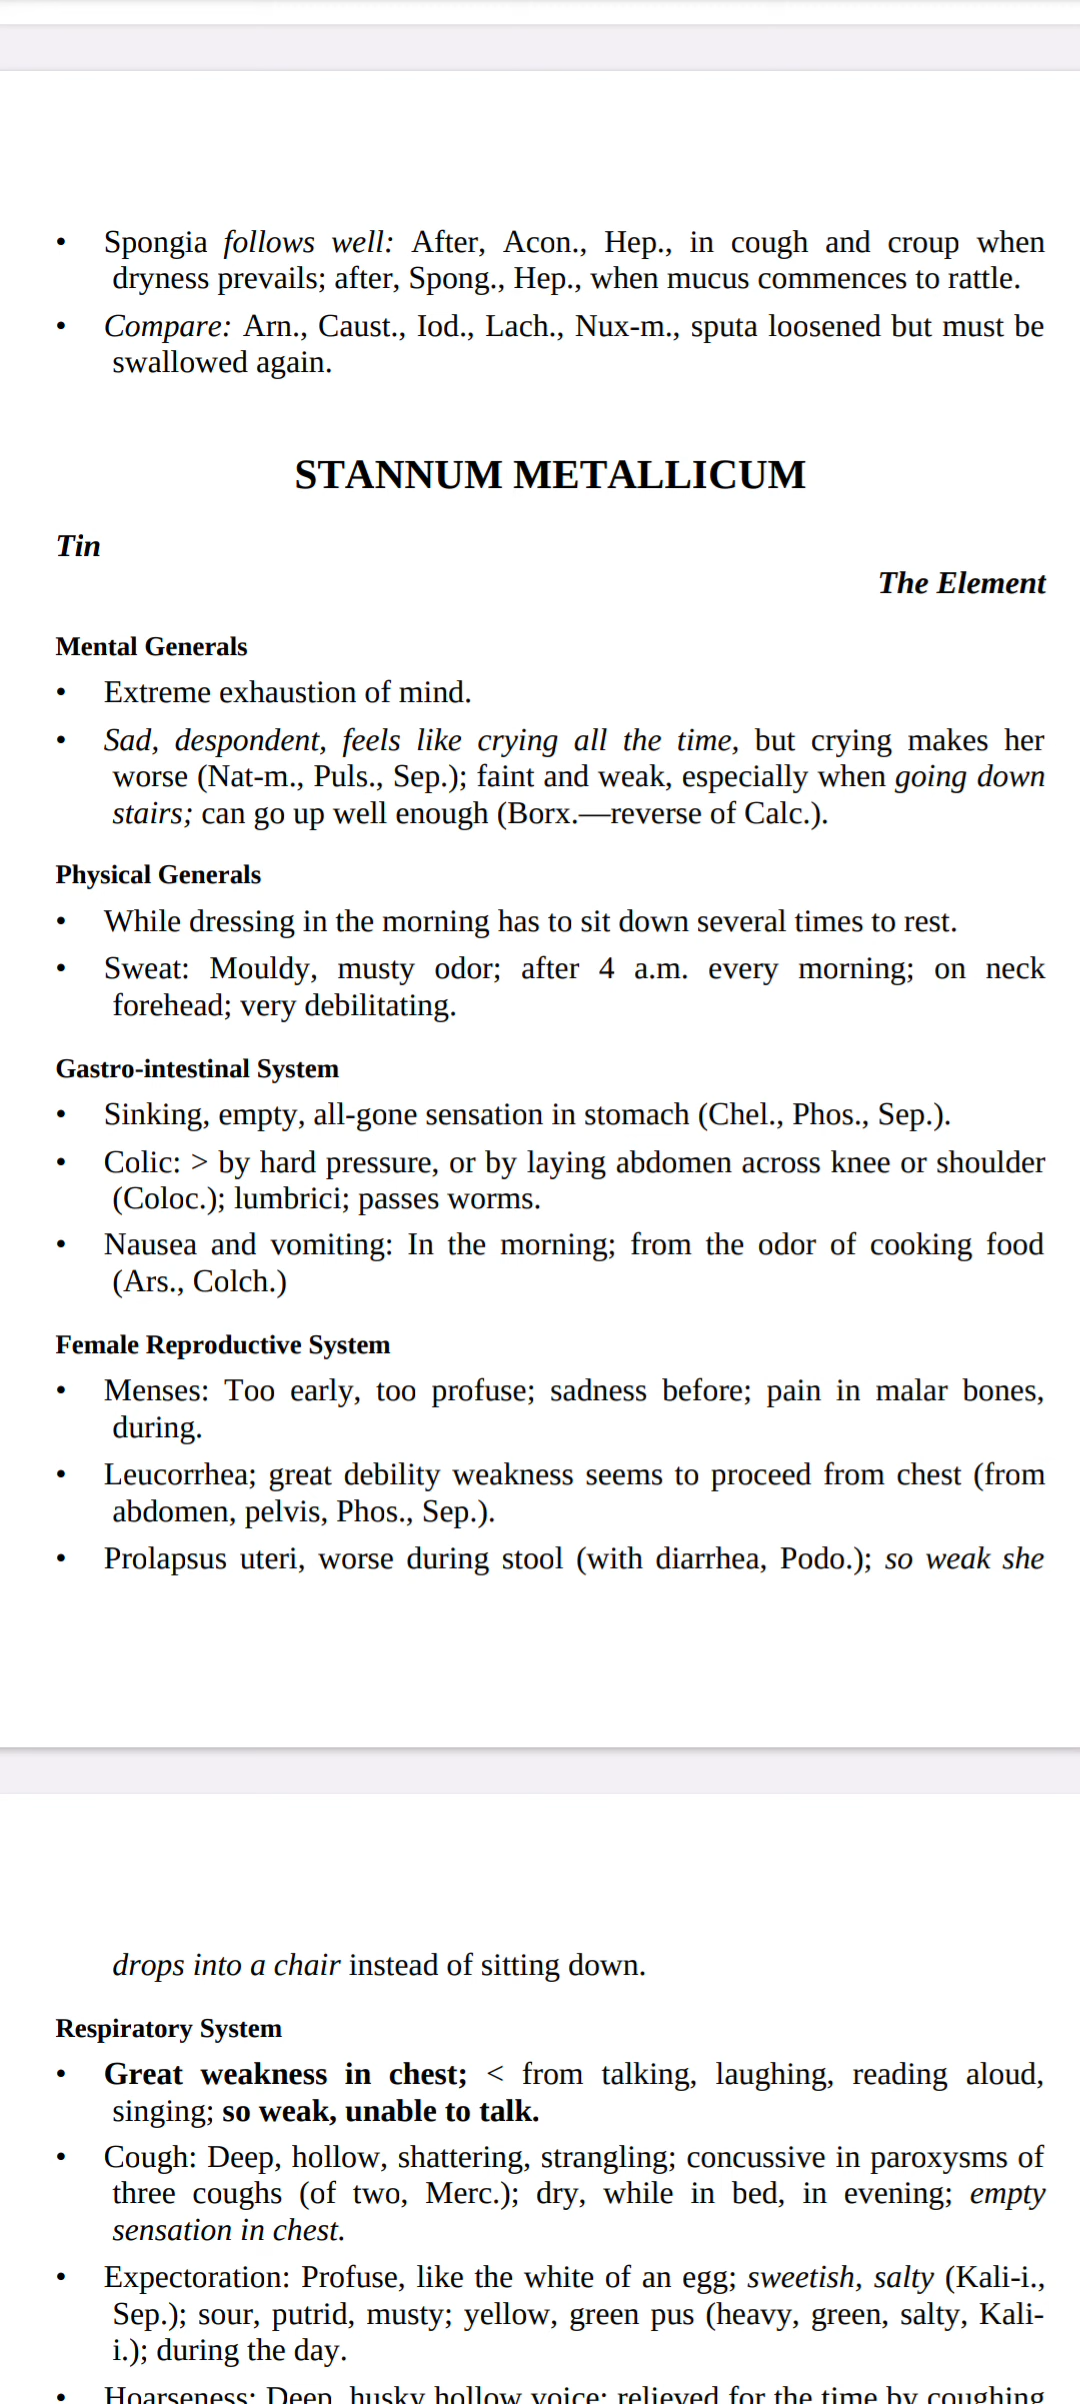 • Spongia follows well: After, Acon., Hep., in cough and croup when
dryness prevails; after, Spong., Hep., when mucus commences to rattle.
• Compare: Arn., Caust., Iod., Lach., Nux-m., sputa loosened but must be
swallowed again.
STANNUM METALLICUM
Tin
The Element
Mental Generals
• Extreme exhaustion of mind.
• Sad, despondent, feels like crying all the time, but crying makes her
worse (Nat-m., Puls., Sep.); faint and weak, especially when going down
stairs; can go up well enough (Borx.—reverse of Calc.).
Physical Generals
• While dressing in the morning has to sit down several times to rest.
• Sweat: Mouldy, musty odor; after 4 a.m. every morning; on neck
forehead; very debilitating.
Gastro-intestinal System
• Sinking, empty, all-gone sensation in stomach (Chel., Phos., Sep.).
• Colic: > by hard pressure, or by laying abdomen across knee or shoulder
(Coloc.); lumbrici; passes worms.
• Nausea and vomiting: In the morning; from the odor of cooking food
(Ars., Colch.)
Female Reproductive System
• Menses: Too early, too profuse; sadness before; pain in malar bones,
during.
• Leucorrhea; great debility weakness seems to proceed from chest (from
abdomen, pelvis, Phos., Sep.).
• Prolapsus uteri, worse during stool (with diarrhea, Podo.); so weak she
drops into a chair instead of sitting down.
Respiratory System
• Great weakness in chest; < from talking, laughing, reading aloud,
singing; so weak, unable to talk.
• Cough: Deep, hollow, shattering, strangling; concussive in paroxysms of
three coughs (of two, Merc.); dry, while in bed, in evening; empty
sensation in chest.
• Expectoration: Profuse, like the white of an egg; sweetish, salty (Kali-i.,
Sep.); sour, putrid, musty; yellow, green pus (heavy, green, salty, Kali-
i.); during the day.
• Hoarseness: Deep, husky hollow voice; relieved for the time by coughing